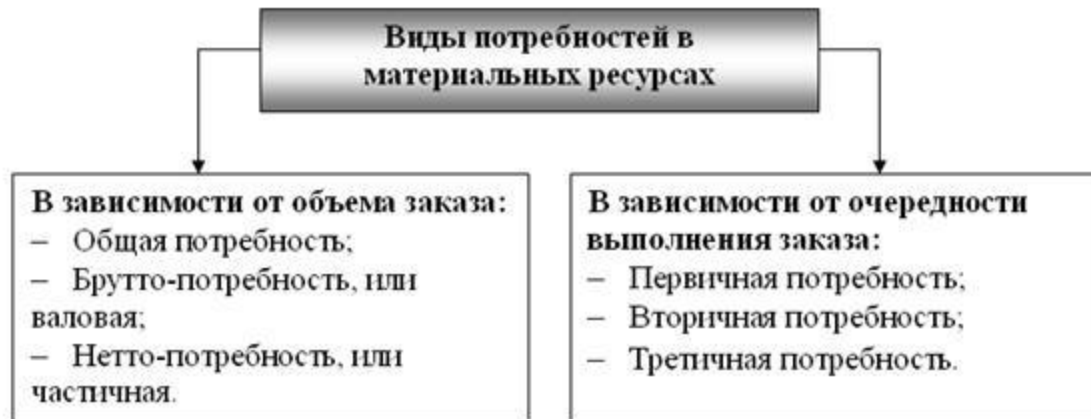 Виды потребностей в
материальных ресурсах
В зависимости от объема заказа:
– Общая потребность;
– Брутто-потребность, или
валовая;
– Нетто-потребность, или
частичная.
В зависимости от очередности
выполнения заказа:
– Первичная потребность;
– Вторичная потребность;
– Третичная потребность.